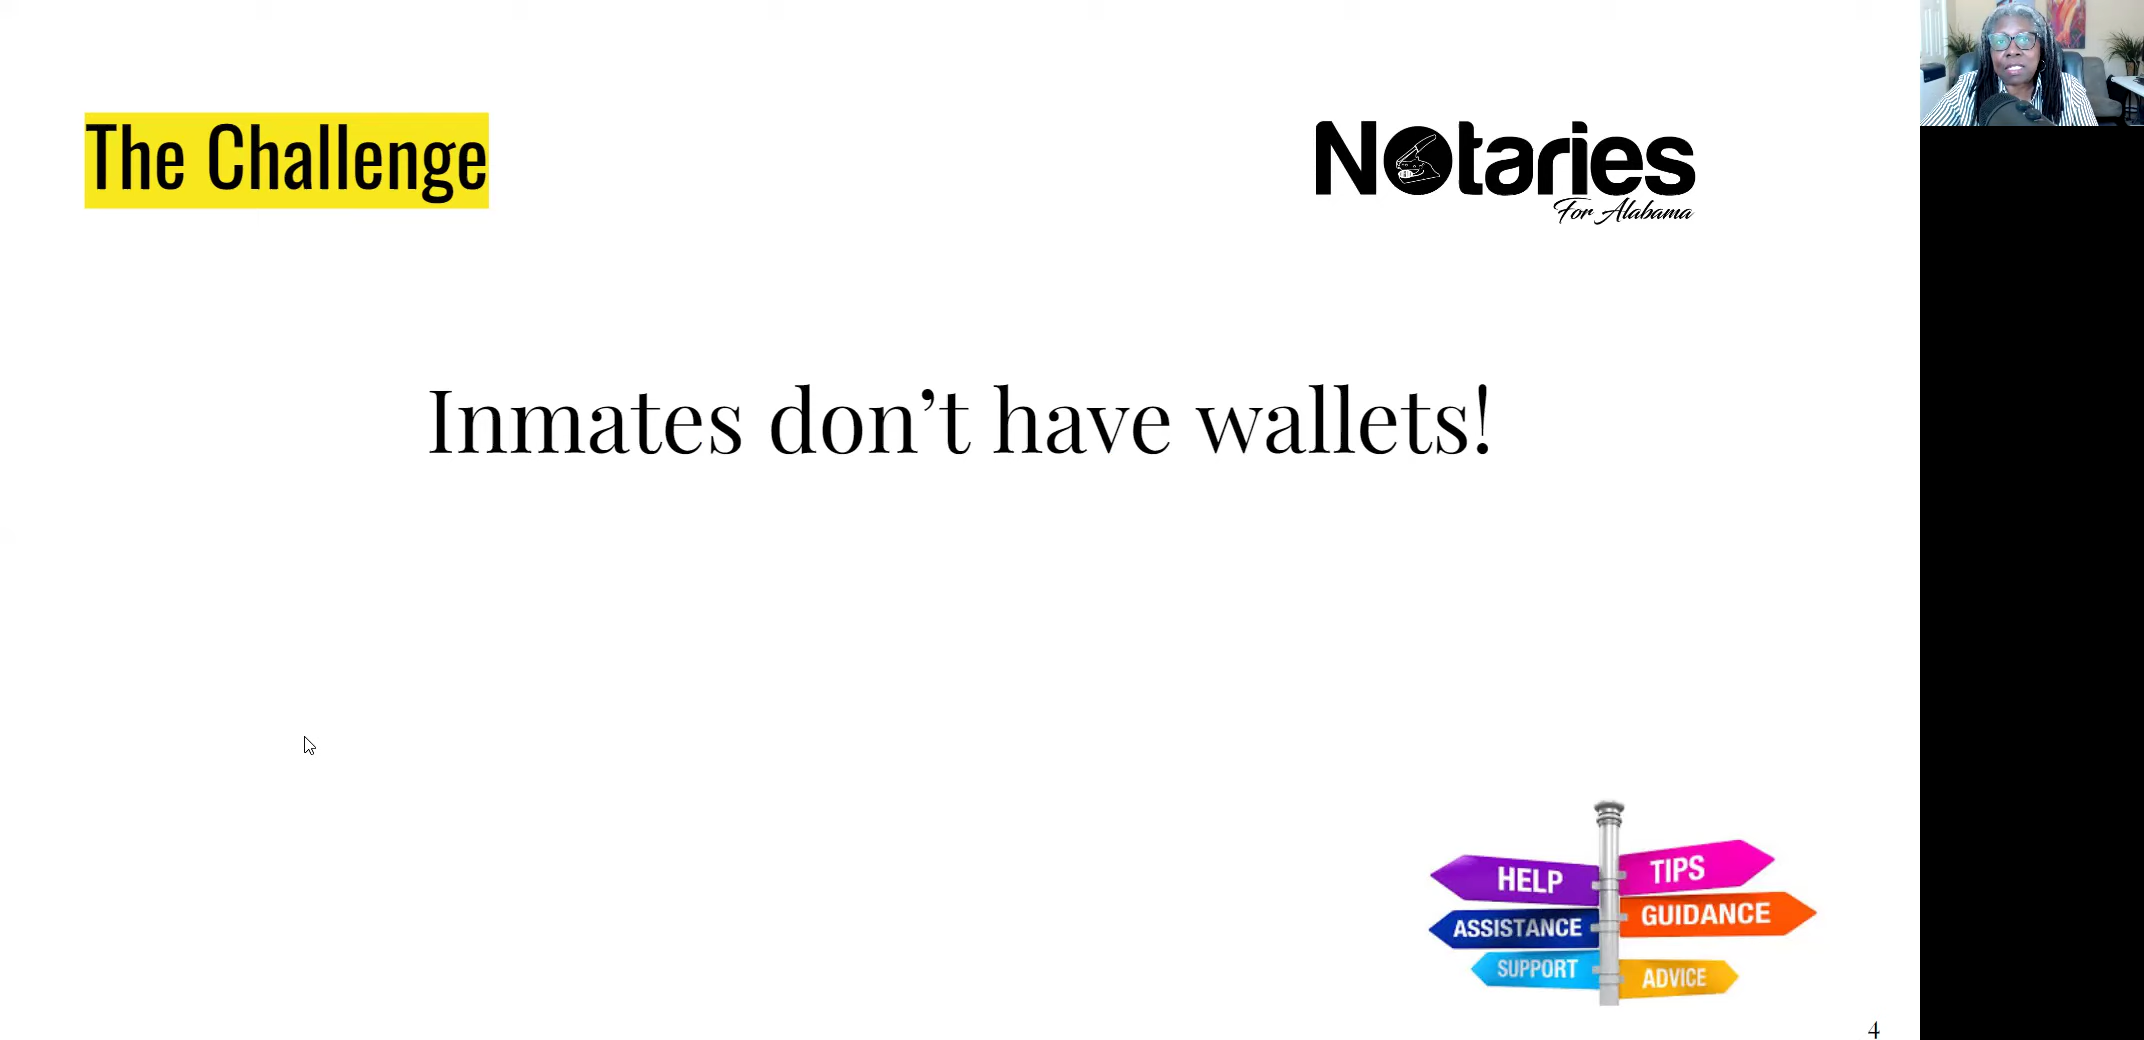 The Challenge
Notaries
For Alabama
Inmates don’t have wallets!
HELP
TIPS
ASSISTANCE
GUIDANCE
SUPPORT
ADVICE
4